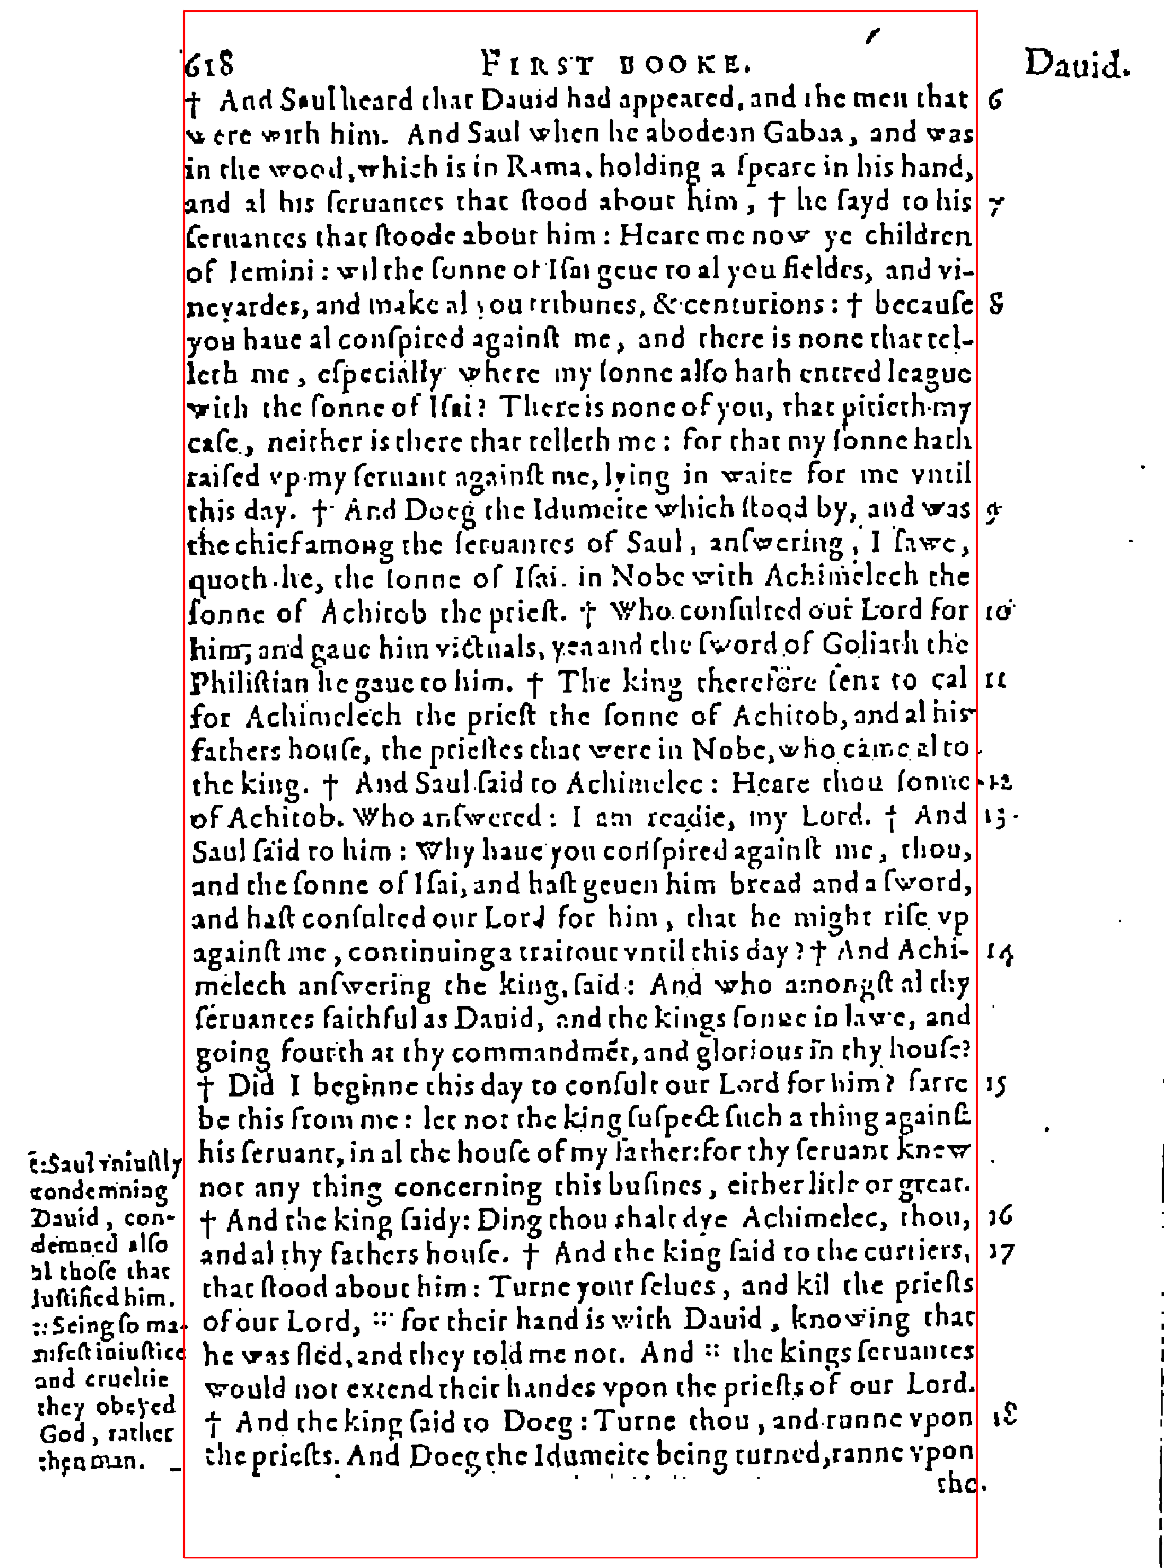 618 FIRST BOOKE. Dauid.
† And Saul heard that Dauid had appeared, and the men that 6
were with him. And Saul when he abode in Gabaa, and was
in the wood, which is in Rama, holding a ſpeare in his hand,
and al his ſeruantes that ſtood about him, † he ſayd to his 7
ſeruantes that ſtoode about him: Heare me now ye children
of Iemini: wil the ſonne of Iſai geue to al you fieldes, and vi-
neyardes, and make al you tribunes, & centurions: † becauſe 8
you haue al conſpired againſt me, and there is none that tel-
leth me, eſpecially where my ſonne alſo hath entred league
with the ſonne of Iſai? There is none of you, that pitieth my
caſe, neither is there that telleth me: for that my ſonne hath
raiſed vp my ſeruant againſt me, lying in waite for me vntil
this day. † And Doeg the Idumeite which ſtood by, and was 9
the chief among the ſeruantes of Saul, anſwering, I ſawe,
quoth he, the ſonne of Iſai in Nobe with Achimelech the
ſonne of Achitob the prieſt. † Who conſulted our Lord for 10
him, and gaue him victuals, yea and the ſword of Goliath the
Philiſtian he gaue to him. † The king therefore ſent to cal 11
for Achimelech the prieſt the ſonne of Achitob, and al his
fathers houſe, the prieſtes that were in Nobe, who came al to
the king. † And Saul ſaid to Achimelec: Heare thou ſonne 12
of Achitob. Who anſwered: I am readie, my Lord. † And 13
Saul ſaid to him: Why haue you conſpired againſt me, thou,
and the ſonne of Iſai, and haſt geuen him bread and a ſword,
and haſt conſulted our Lord for him, that he might riſe vp
againſt me, continuing a traitour vntil this day? † And Achi- 14
melech anſwering the king, ſaid: And who amongſt al thy
ſeruantes faithful as Dauid, and the kings ſonne in lawe, and
going fourth at thy commandmẽt, and glorious in thy houſe?
† Did I beginne this day to conſult our Lord for him? farre 15
be this from me: let not the king ſuſpect ſuch a thing againſt
his ſeruant, in al the houſe of my father: for thy ſeruant knew
not any thing concerning this buſines, either litle or great.
† And the king ſaidy: Ding thou shalt dye Achimelec, thou, 16
and al thy fathers houſe. † And the king ſaid to the curriers, 17
that ſtood about him: Turne your ſelues, and kil the prieſts
of our Lord, :: for their hand is with Dauid, knowing that
he was fled, and they told me not. And :: the kings ſeruantes
would not extend their handes vpon the prieſts of our Lord.
† And the king ſaid to Doeg: Turne thou, and runne vpon 18
the prieſts. And Doeg the Idumeite being turned, ranne vpon
the
:: Saul vniuſtly
condemning
Dauid, con-
demned alſo
al thoſe that
iuſtified him.
:: Seing ſo ma-
nifeſt iniuſtice
and crueltie
they obeyed
God, rather
then man.